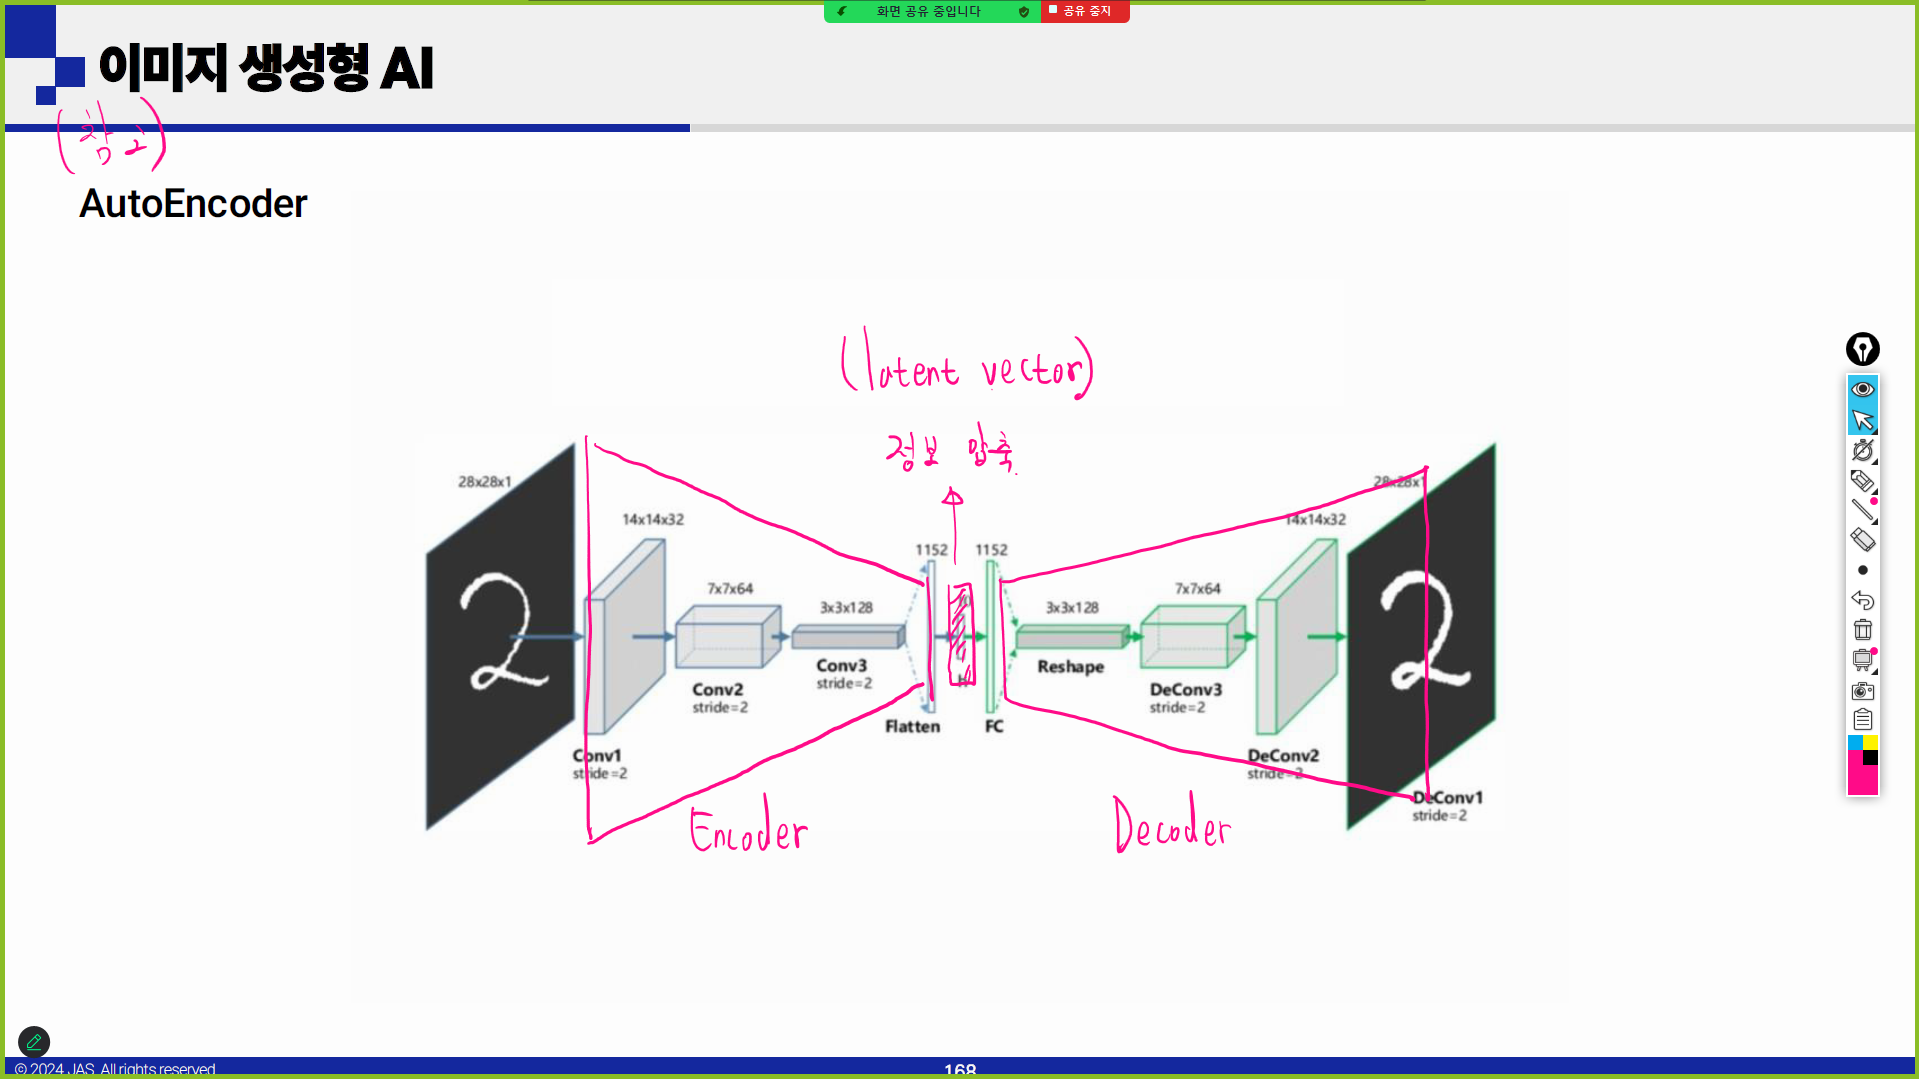 화면 공유 중입니다
공유 중지
이미지 생성형 AI
(참고)
AutoEncoder
(latent vector)
정보 압축
28x28x1
14x14x32
7x7x64
3x3x128
1152
1152
3x3x128
7x7x64
14x14x32
28x28x1
Conv1
stride=2
Conv2
stride=2
Conv3
stride=2
Flatten
FC
Reshape
DeConv3
stride=2
DeConv2
stride=2
DeConv1
stride=2
Encoder
Decoder
© 2024 JAS. All rights reserved
168